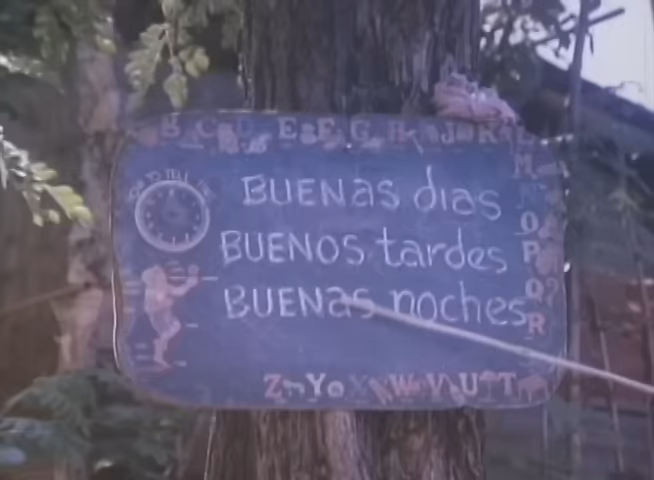 B C D E F G H I J K L
M
N
O
P
Q
R
BUENAS dias
BUENOS tardes
BUENAS noches
Z Y X W V U T